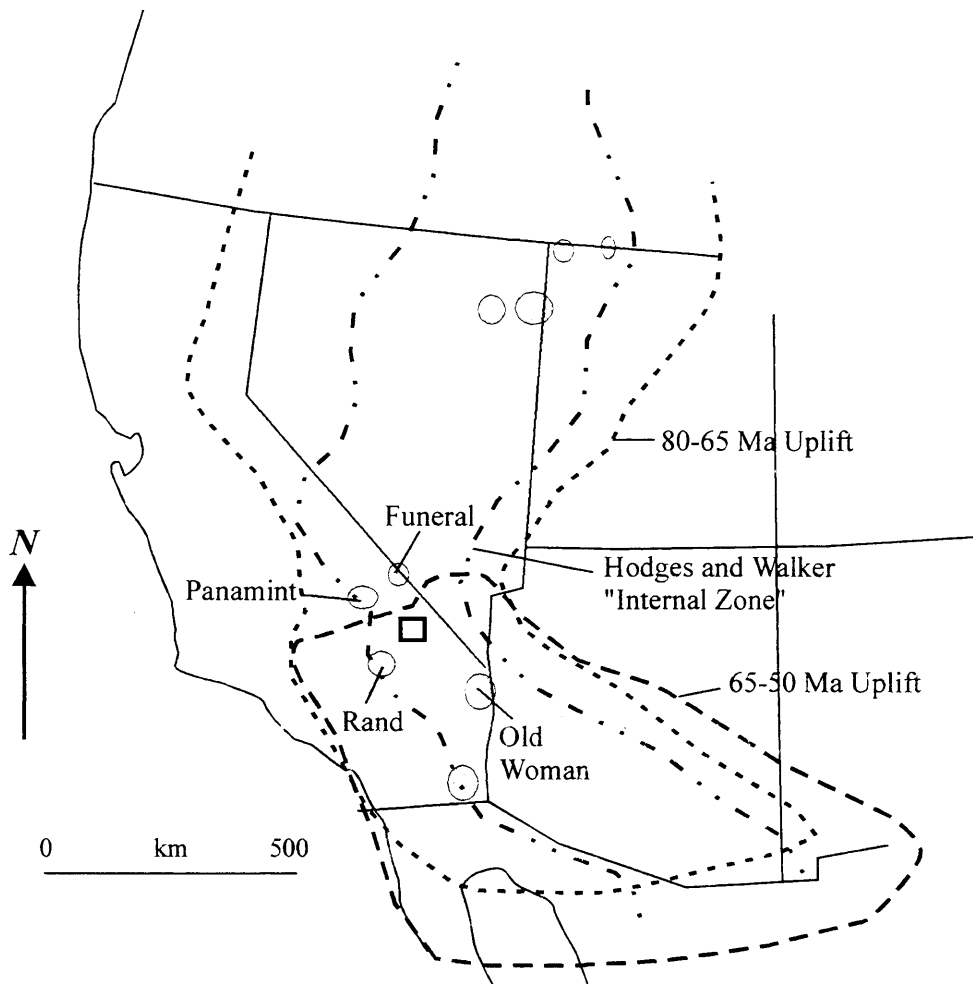 80-65 Ma Uplift
Funeral
N
Panamint
Hodges and Walker
"Internal Zone"
65-50 Ma Uplift
Rand
Old
Woman
0 km 500